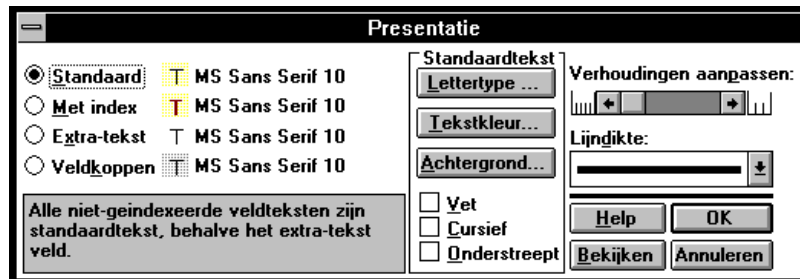 Presentatie
Standaard T MS Sans Serif 10
Met index T MS Sans Serif 10
Extra-tekst T MS Sans Serif 10
Veldkoppen T MS Sans Serif 10
Alle niet-geindexeerde veldteksten zijn
standaardtekst, behalve het extra-tekst
veld.
Standaardtekst
Lettertype ...
Tekstkleur...
Achtergrond...
Vet
Cursief
Onderstreept
Verhoudingen aanpassen:
Lijndikte:
Help OK
Bekijken Annuleren